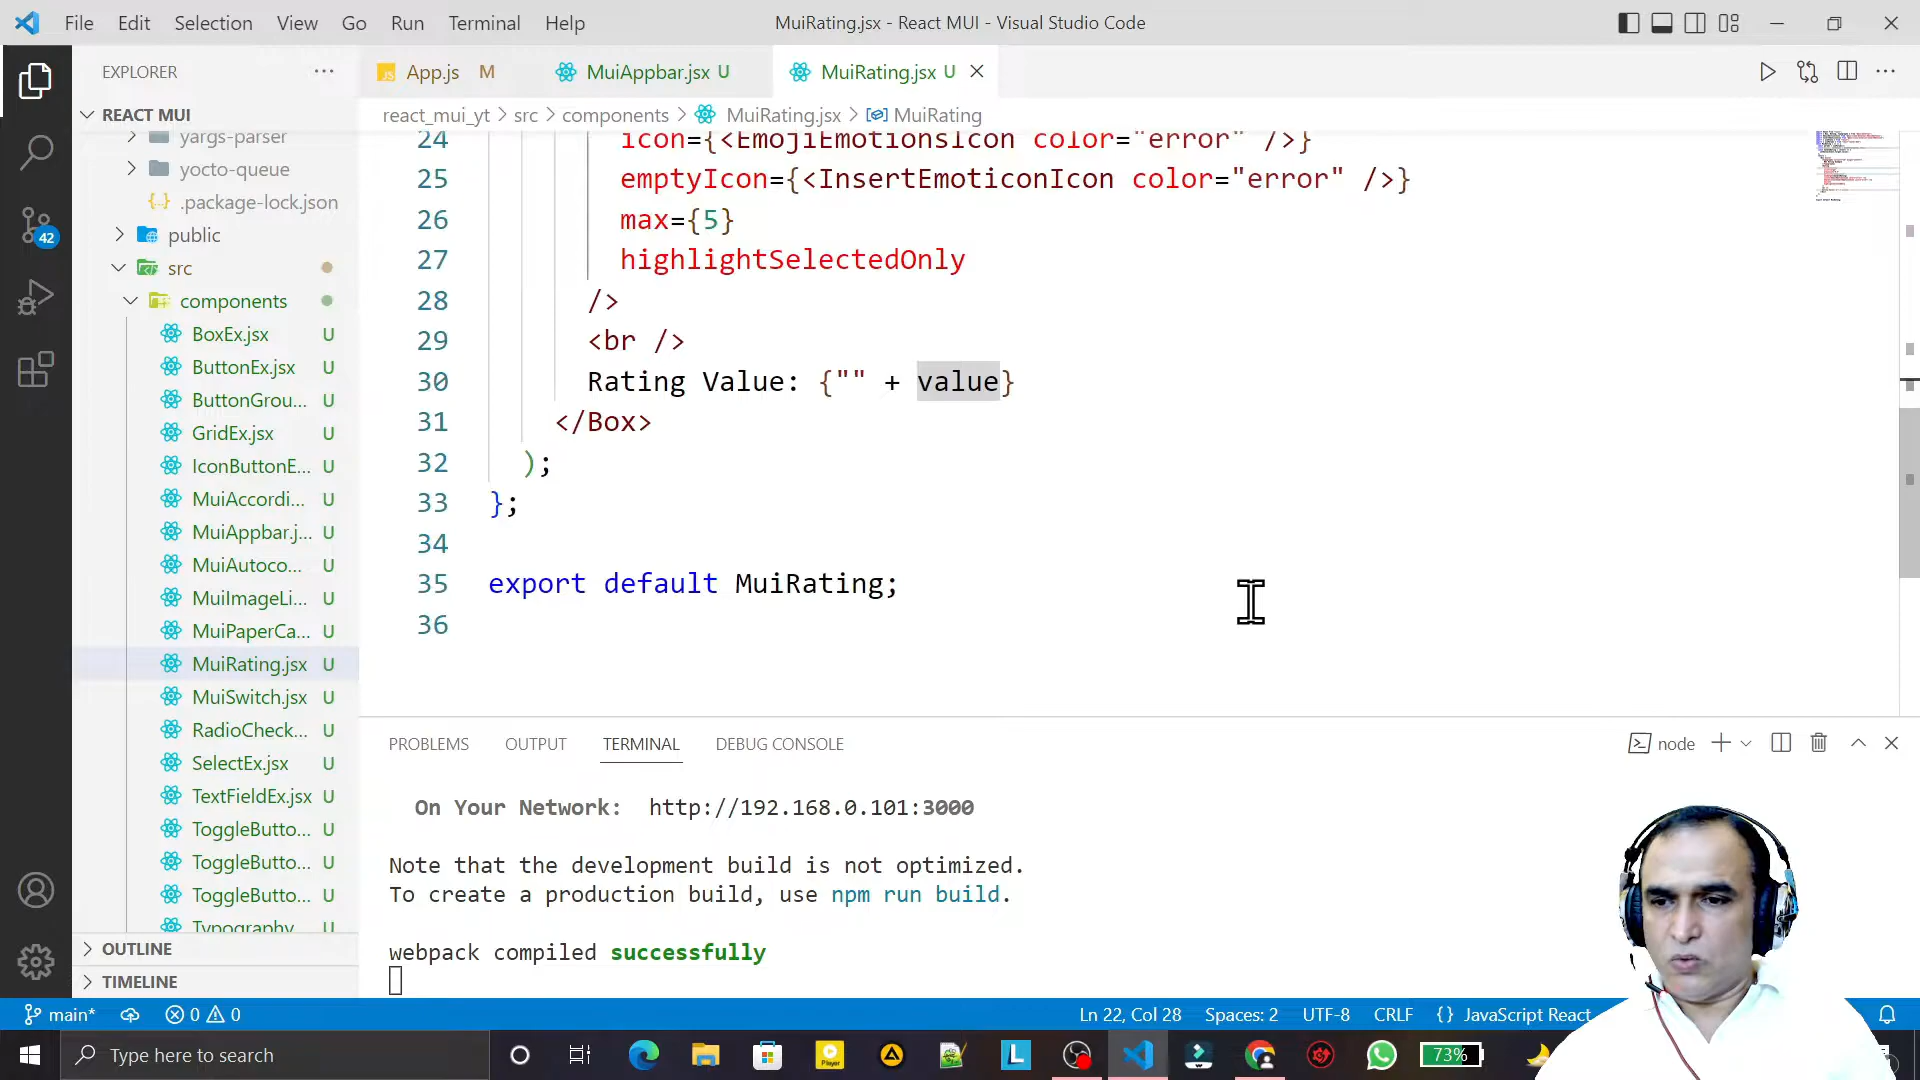 File Edit Selection View Go Run Terminal Help
MuiRating.jsx - React MUI - Visual Studio Code
EXPLORER
App.js M
MuiAppbar.jsx U
MuiRating.jsx U
REACT MUI
react_mui_yt > src > components > MuiRating.jsx > MuiRating
yargs-parser
yocto-queue
.package-lock.json
public
src
components
BoxEx.jsx U
ButtonEx.jsx U
ButtonGrou... U
GridEx.jsx U
IconButtonE... U
MuiAccordi... U
MuiAppbar.j... U
MuiAutoco... U
MuiImageLi... U
MuiPaperCa... U
MuiRating.jsx U
MuiSwitch.jsx U
RadioCheck... U
SelectEx.jsx U
TextFieldEx.jsx U
ToggleButto... U
ToggleButto... U
ToggleButto... U
Typography U
OUTLINE
TIMELINE
42
24 icon={<EmojiEmotionsIcon color="error" />}
25 emptyIcon={<InsertEmoticonIcon color="error" />}
26 max={5}
27 highlightSelectedOnly
28 />
29 <br />
30 Rating Value: {"" + value}
31 </Box>
32 );
33 };
34
35 export default MuiRating;
36
PROBLEMS OUTPUT TERMINAL DEBUG CONSOLE
node
On Your Network: http://192.168.0.101:3000
Note that the development build is not optimized.
To create a production build, use npm run build.
webpack compiled successfully
main* 0 0
Ln 22, Col 28 Spaces: 2 UTF-8 CRLF {} JavaScript React
Type here to search
Player
L
73%